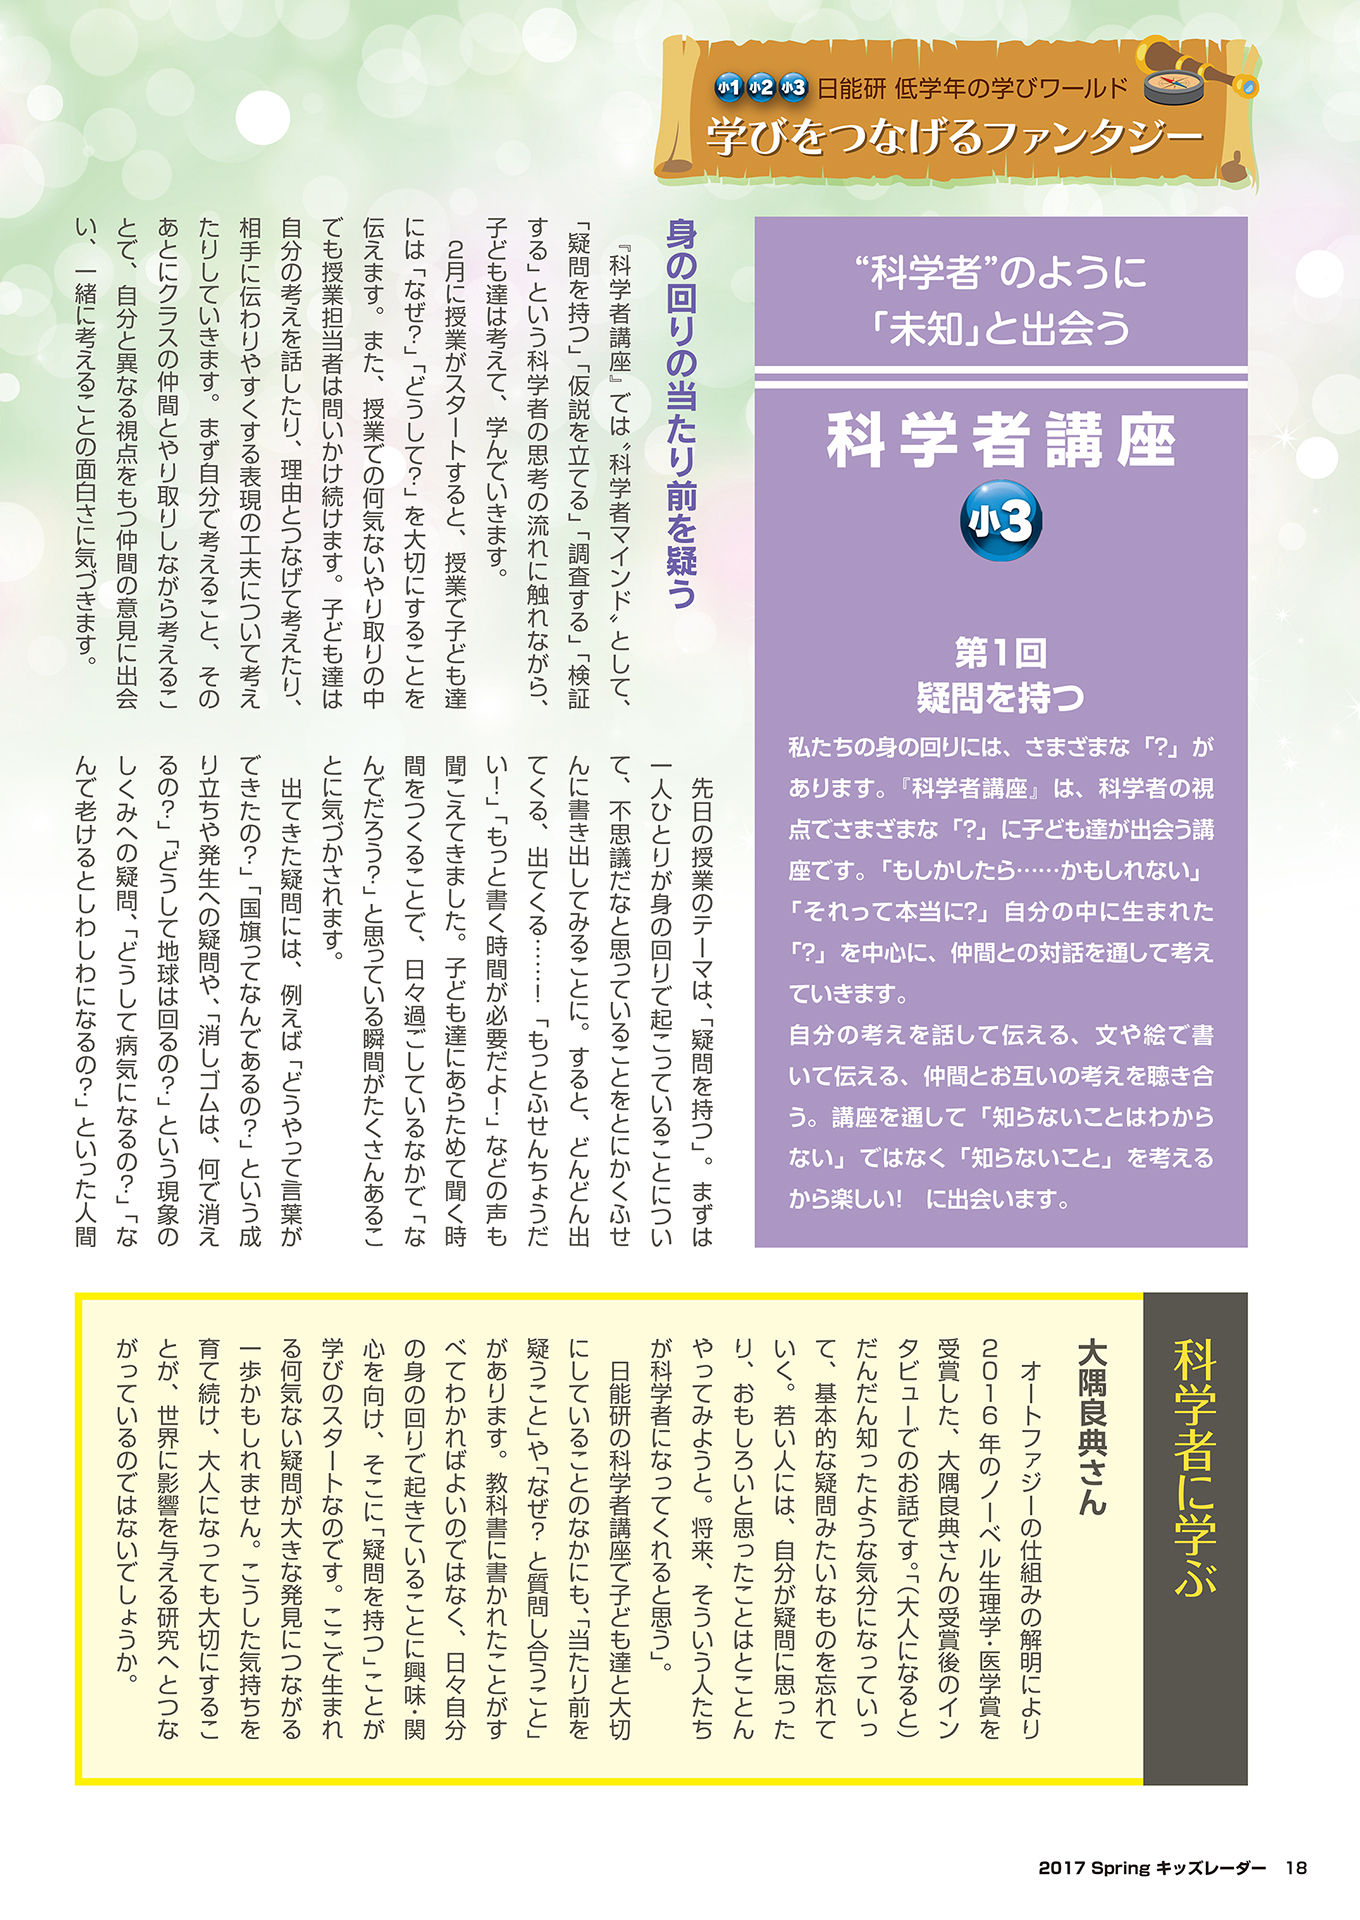 小1 小2 小3 日能研 低学年の学びワールド
学びをつなげるファンタジー
“科学者”のように
「未知」と出会う
科学者講座
小3
第1回
疑問を持つ
私たちの身の回りには、さまざまな「?」が
あります。『科学者講座』は、科学者の視
点でさまざまな「?」に子ども達が出会う講
座です。「もしかしたら……かもしれない」
「それって本当に?」自分の中に生まれた
「?」を中心に、仲間との対話を通して考え
ていきます。
自分の考えを話して伝える、文や絵で書
いて伝える、仲間とお互いの考えを聴き合
う。講座を通して「知らないことはわから
ない」ではなく「知らないこと」を考える
から楽しい!　に出会います。
身の回りの当たり前を疑う
『科学者講座』では〝科学者マインド〟として、
「疑問を持つ」「仮説を立てる」「調査する」「検証
する」という科学者の思考の流れに触れながら、
子ども達は考えて、学んでいきます。
２月に授業がスタートすると、授業で子ども達
には「なぜ？」「どうして？」を大切にすることを
伝えます。また、授業での何気ないやり取りの中
でも授業担当者は問いかけ続けます。子ども達は
自分の考えを話したり、理由とつなげて考えたり、
相手に伝わりやすくする表現の工夫について考え
たりしていきます。まず自分で考えること、その
あとにクラスの仲間とやり取りしながら考えるこ
とで、自分と異なる視点をもつ仲間の意見に出会
い、一緒に考えることの面白さに気づきます。
先日の授業のテーマは、「疑問を持つ」。まずは
一人ひとりが身の回りで起こっていることについ
て、不思議だなと思っていることをとにかくふせ
んに書き出してみることに。すると、どんどん出
てくる、出てくる……！「もっとふせんちょうだ
い！」「もっと書く時間が必要だよ！」などの声も
聞こえてきました。子ども達にあらためて聞く時
間をつくることで、日々過ごしているなかで「な
んでだろう？」と思っている瞬間がたくさんあるこ
とに気づかされます。
出てきた疑問には、例えば「どうやって言葉が
できたの？」「国旗ってなんであるの？」という成
り立ちや発生への疑問や、「消しゴムは、何で消え
るの？」「どうして地球は回るの？」という現象の
しくみへの疑問、「どうして病気になるの？」「な
んで老けるとしわしわになるの？」といった人間
科学者に学ぶ
大隅良典さん
オートファジーの仕組みの解明により
２０１６年のノーベル生理学・医学賞を
受賞した、大隅良典さんの受賞後のイン
タビューでのお話です。「（大人になると）
だんだん知ったような気分になっていっ
て、基本的な疑問みたいなものを忘れて
いく。若い人には、自分が疑問に思った
り、おもしろいと思ったことはとことん
やってみようと。将来、そういう人たち
が科学者になってくれると思う」。
日能研の科学者講座で子ども達と大切
にしていることのなかにも、「当たり前を
疑うこと」や「なぜ？ と質問し合うこと」
があります。教科書に書かれたことがす
べてわかればよいのではなく、日々自分
の身の回りで起きていることに興味・関
心を向け、そこに「疑問を持つ」ことが
学びのスタートなのです。ここで生まれ
る何気ない疑問が大きな発見につながる
一歩かもしれません。こうした気持ちを
育て続け、大人になっても大切にするこ
とが、世界に影響を与える研究へとつな
がっているのではないでしょうか。
2017 Spring キッズレーダー　18